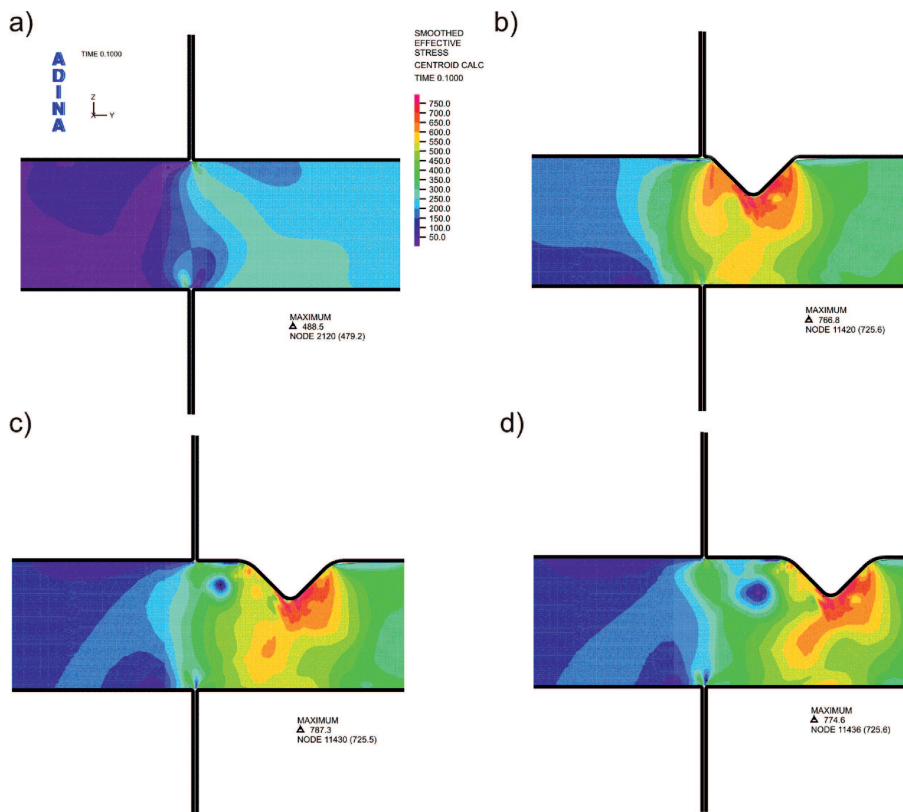 a)
ADINA
TIME 0.1000
Z
X Y
SMOOTHED
EFFECTIVE
STRESS
CENTROID CALC
TIME 0.1000
750.0
700.0
650.0
600.0
550.0
500.0
450.0
400.0
350.0
300.0
250.0
200.0
150.0
100.0
50.0
MAXIMUM
488.5
NODE 2120 (479.2)
b)
MAXIMUM
766.8
NODE 11420 (725.6)
c)
MAXIMUM
787.3
NODE 11430 (725.5)
d)
MAXIMUM
774.6
NODE 11436 (725.6)